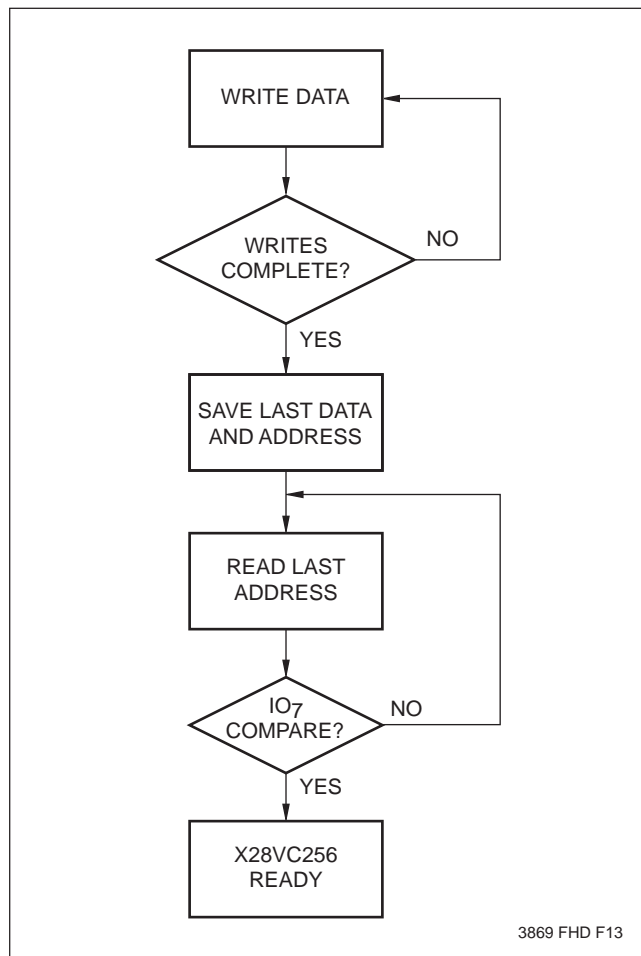 WRITE DATA
WRITES
COMPLETE?
NO
YES
SAVE LAST DATA
AND ADDRESS
READ LAST
ADDRESS
IO7
COMPARE?
NO
YES
X28VC256
READY
3869 FHD F13